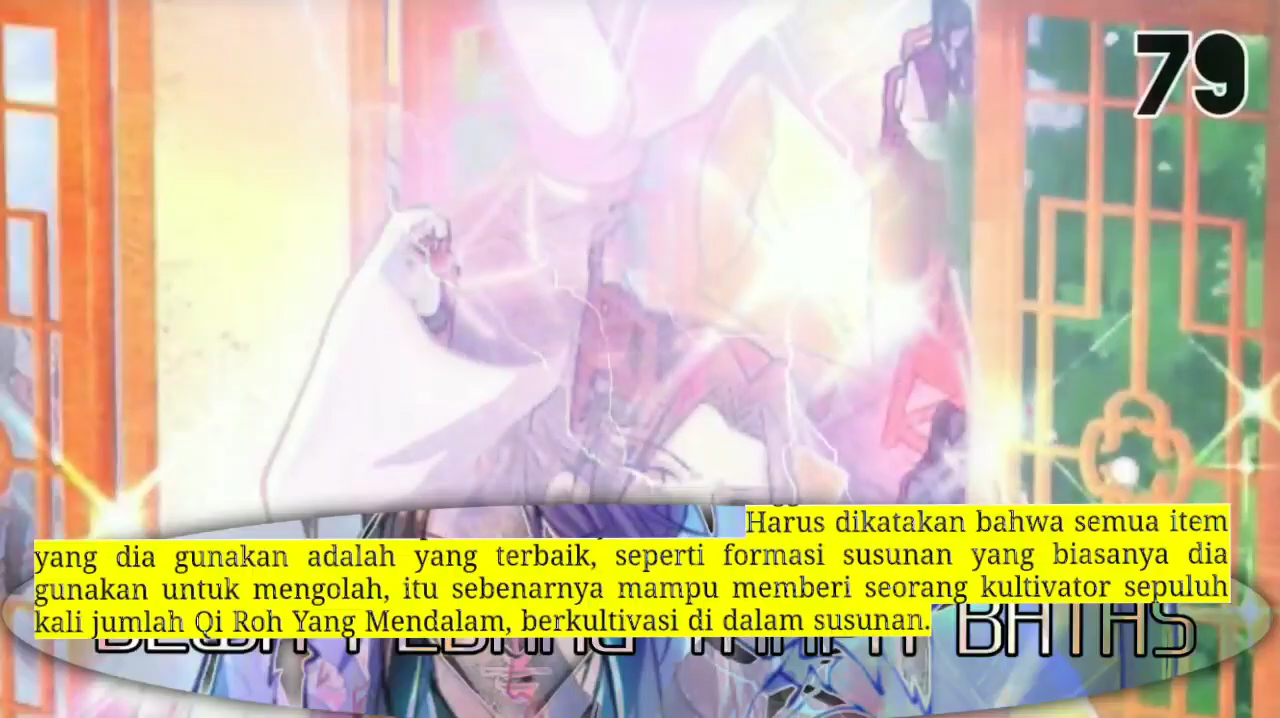 79
Harus dikatakan bahwa semua item
yang dia gunakan adalah yang terbaik, seperti formasi susunan yang biasanya dia
gunakan untuk mengolah, itu sebenarnya mampu memberi seorang kultivator sepuluh
kali jumlah Qi Roh Yang Mendalam, berkultivasi di dalam susunan.
BATAS